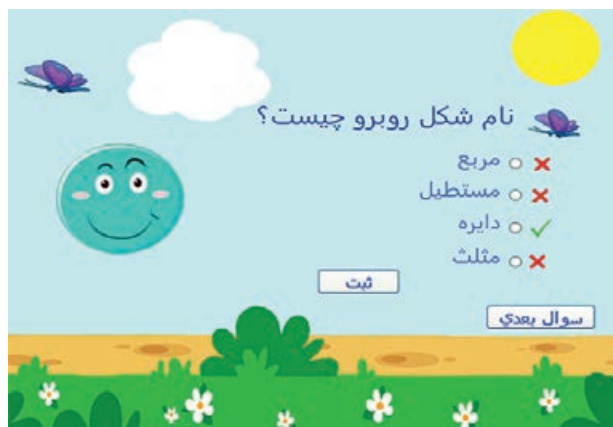 نام شکل روبرو چیست؟
مربع
مستطیل
دایره
مثلث
ثبت
سوال بعدي